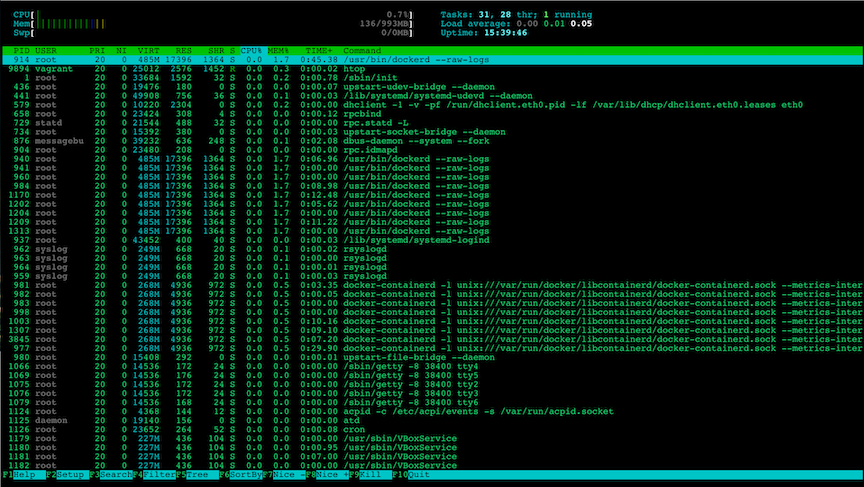 CPU[ 0.7%] Tasks: 31, 28 thr; 1 running
Mem[ 136/993MB] Load average: 0.00 0.01 0.05
Swp[ 0/0MB] Uptime: 15:39:46
PID USER PRI NI VIRT RES SHR S CPU% MEM% TIME+ Command
914 root 20 0 485M 17396 1364 S 0.0 1.7 0:45.38 /usr/bin/dockerd --raw-logs
9894 vagrant 20 0 25012 2576 1452 R 0.0 0.3 0:00.02 htop
1 root 20 0 33684 1592 32 S 0.0 0.2 0:00.78 /sbin/init
436 root 20 0 19476 180 0 S 0.0 0.0 0:00.07 upstart-udev-bridge --daemon
441 root 20 0 49908 756 36 S 0.0 0.1 0:00.03 /lib/systemd/systemd-udevd --daemon
579 root 20 0 10220 2304 0 S 0.0 0.2 0:00.00 dhclient -1 -v -pf /run/dhclient.eth0.pid -lf /var/lib/dhcp/dhclient.eth0.leases eth0
658 root 20 0 23424 308 4 S 0.0 0.0 0:00.12 rpcbind
729 statd 20 0 21544 488 32 S 0.0 0.0 0:00.00 rpc.statd -L
734 root 20 0 15392 380 0 S 0.0 0.0 0:00.03 upstart-socket-bridge --daemon
876 messagebu 20 0 39232 636 248 S 0.0 0.1 0:02.08 dbus-daemon --system --fork
904 root 20 0 23480 208 0 S 0.0 0.0 0:00.00 rpc.idmapd
940 root 20 0 485M 17396 1364 S 0.0 1.7 0:06.96 /usr/bin/dockerd --raw-logs
941 root 20 0 485M 17396 1364 S 0.0 1.7 0:00.00 /usr/bin/dockerd --raw-logs
960 root 20 0 485M 17396 1364 S 0.0 1.7 0:00.00 /usr/bin/dockerd --raw-logs
984 root 20 0 485M 17396 1364 S 0.0 1.7 0:08.98 /usr/bin/dockerd --raw-logs
1170 root 20 0 485M 17396 1364 S 0.0 1.7 0:12.48 /usr/bin/dockerd --raw-logs
1202 root 20 0 485M 17396 1364 S 0.0 1.7 0:05.62 /usr/bin/dockerd --raw-logs
1204 root 20 0 485M 17396 1364 S 0.0 1.7 0:00.00 /usr/bin/dockerd --raw-logs
1209 root 20 0 485M 17396 1364 S 0.0 1.7 0:11.22 /usr/bin/dockerd --raw-logs
1313 root 20 0 485M 17396 1364 S 0.0 1.7 0:00.00 /usr/bin/dockerd --raw-logs
937 root 20 0 43452 400 40 S 0.0 0.0 0:00.03 /lib/systemd/systemd-logind
962 syslog 20 0 249M 668 20 S 0.0 0.1 0:00.02 rsyslogd
963 syslog 20 0 249M 668 20 S 0.0 0.1 0:00.00 rsyslogd
964 syslog 20 0 249M 668 20 S 0.0 0.1 0:00.01 rsyslogd
959 syslog 20 0 249M 668 20 S 0.0 0.1 0:00.03 rsyslogd
981 root 20 0 268M 4936 972 S 0.0 0.5 0:03.35 docker-containerd -l unix:///var/run/docker/libcontainerd/docker-containerd.sock --metrics-inter
982 root 20 0 268M 4936 972 S 0.0 0.5 0:00.05 docker-containerd -l unix:///var/run/docker/libcontainerd/docker-containerd.sock --metrics-inter
983 root 20 0 268M 4936 972 S 0.0 0.5 0:00.00 docker-containerd -l unix:///var/run/docker/libcontainerd/docker-containerd.sock --metrics-inter
998 root 20 0 268M 4936 972 S 0.0 0.5 0:00.00 docker-containerd -l unix:///var/run/docker/libcontainerd/docker-containerd.sock --metrics-inter
1003 root 20 0 268M 4936 972 S 0.0 0.5 0:10.16 docker-containerd -l unix:///var/run/docker/libcontainerd/docker-containerd.sock --metrics-inter
1307 root 20 0 268M 4936 972 S 0.0 0.5 0:09.10 docker-containerd -l unix:///var/run/docker/libcontainerd/docker-containerd.sock --metrics-inter
3845 root 20 0 268M 4936 972 S 0.0 0.5 0:07.20 docker-containerd -l unix:///var/run/docker/libcontainerd/docker-containerd.sock --metrics-inter
977 root 20 0 268M 4936 972 S 0.0 0.5 0:29.90 docker-containerd -l unix:///var/run/docker/libcontainerd/docker-containerd.sock --metrics-inter
980 root 20 0 15408 292 0 S 0.0 0.0 0:00.01 upstart-file-bridge --daemon
1066 root 20 0 14536 172 24 S 0.0 0.0 0:00.00 /sbin/getty -8 38400 tty4
1069 root 20 0 14536 176 24 S 0.0 0.0 0:00.00 /sbin/getty -8 38400 tty5
1075 root 20 0 14536 172 24 S 0.0 0.0 0:00.00 /sbin/getty -8 38400 tty2
1076 root 20 0 14536 172 24 S 0.0 0.0 0:00.00 /sbin/getty -8 38400 tty3
1079 root 20 0 14536 168 24 S 0.0 0.0 0:00.00 /sbin/getty -8 38400 tty6
1124 root 20 0 4368 144 12 S 0.0 0.0 0:00.00 acpid -c /etc/acpi/events -s /var/run/acpid.socket
1125 daemon 20 0 19140 156 0 S 0.0 0.0 0:00.00 atd
1126 root 20 0 23652 264 52 S 0.0 0.0 0:00.08 cron
1179 root 20 0 227M 436 104 S 0.0 0.0 0:00.00 /usr/sbin/VBoxService
1180 root 20 0 227M 436 104 S 0.0 0.0 0:00.95 /usr/sbin/VBoxService
1181 root 20 0 227M 436 104 S 0.0 0.0 0:07.00 /usr/sbin/VBoxService
1182 root 20 0 227M 436 104 S 0.0 0.0 0:00.00 /usr/sbin/VBoxService
F1Help F2Setup F3SearchF4FilterF5Tree F6SortByF7Nice -F8Nice +F9Kill F10Quit